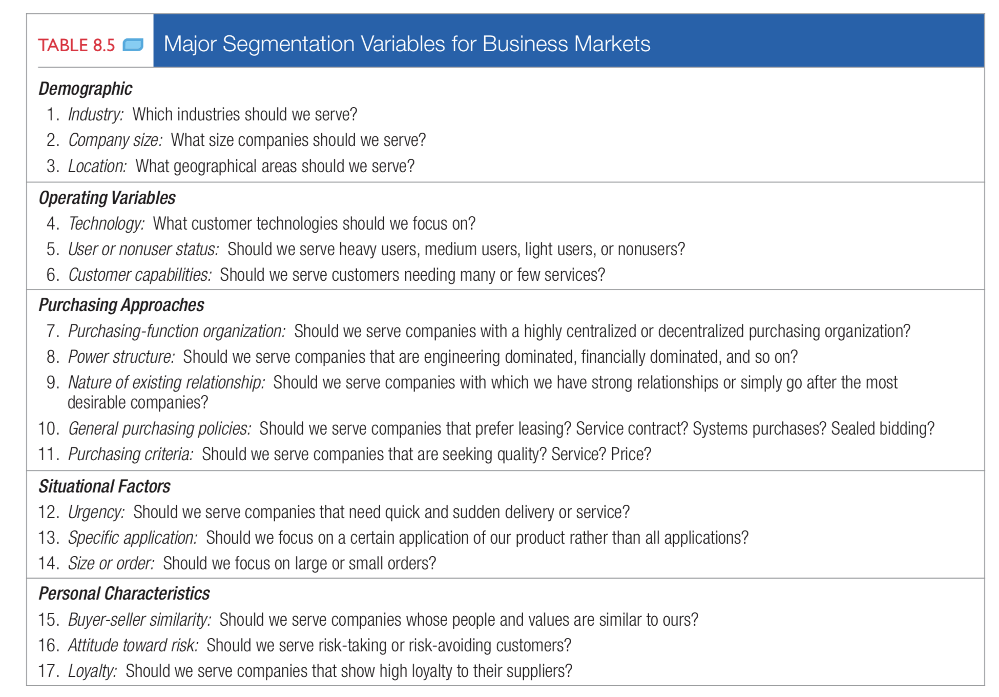 TABLE 8.5 Major Segmentation Variables for Business Markets
Demographic
1. Industry: Which industries should we serve?
2. Company size: What size companies should we serve?
3. Location: What geographical areas should we serve?
Operating Variables
4. Technology: What customer technologies should we focus on?
5. User or nonuser status: Should we serve heavy users, medium users, light users, or nonusers?
6. Customer capabilities: Should we serve customers needing many or few services?
Purchasing Approaches
7. Purchasing-function organization: Should we serve companies with a highly centralized or decentralized purchasing organization?
8. Power structure: Should we serve companies that are engineering dominated, financially dominated, and so on?
9. Nature of existing relationship: Should we serve companies with which we have strong relationships or simply go after the most
desirable companies?
10. General purchasing policies: Should we serve companies that prefer leasing? Service contract? Systems purchases? Sealed bidding?
11. Purchasing criteria: Should we serve companies that are seeking quality? Service? Price?
Situational Factors
12. Urgency: Should we serve companies that need quick and sudden delivery or service?
13. Specific application: Should we focus on a certain application of our product rather than all applications?
14. Size or order: Should we focus on large or small orders?
Personal Characteristics
15. Buyer-seller similarity: Should we serve companies whose people and values are similar to ours?
16. Attitude toward risk: Should we serve risk-taking or risk-avoiding customers?
17. Loyalty: Should we serve companies that show high loyalty to their suppliers?